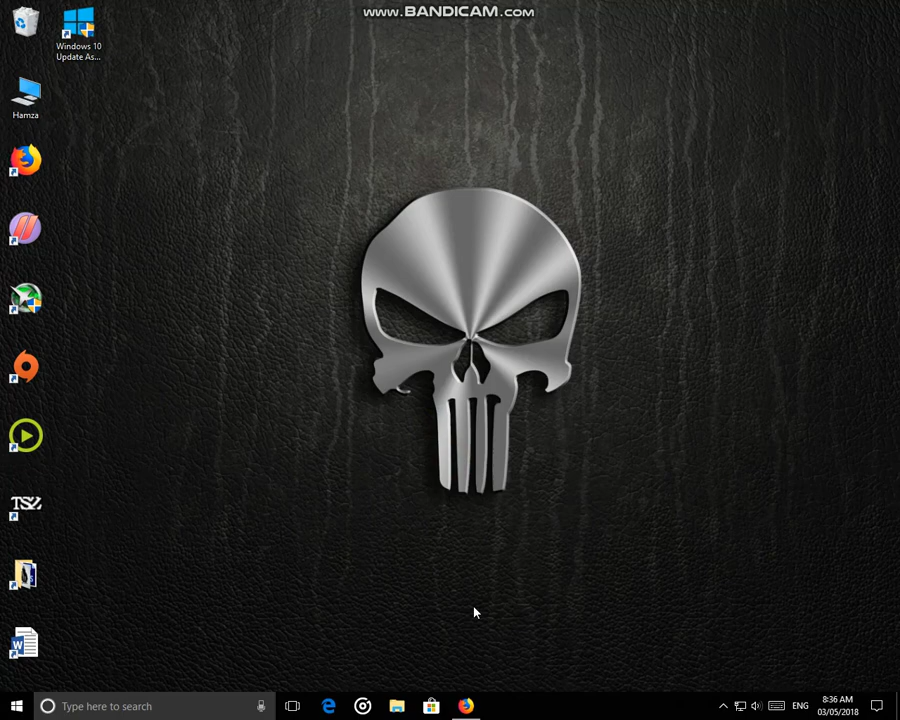 www.BANDICAM.com
Windows 10
Update As...
Hamza
TS2
W
Type here to search
ENG
8:36 AM
03/05/2018